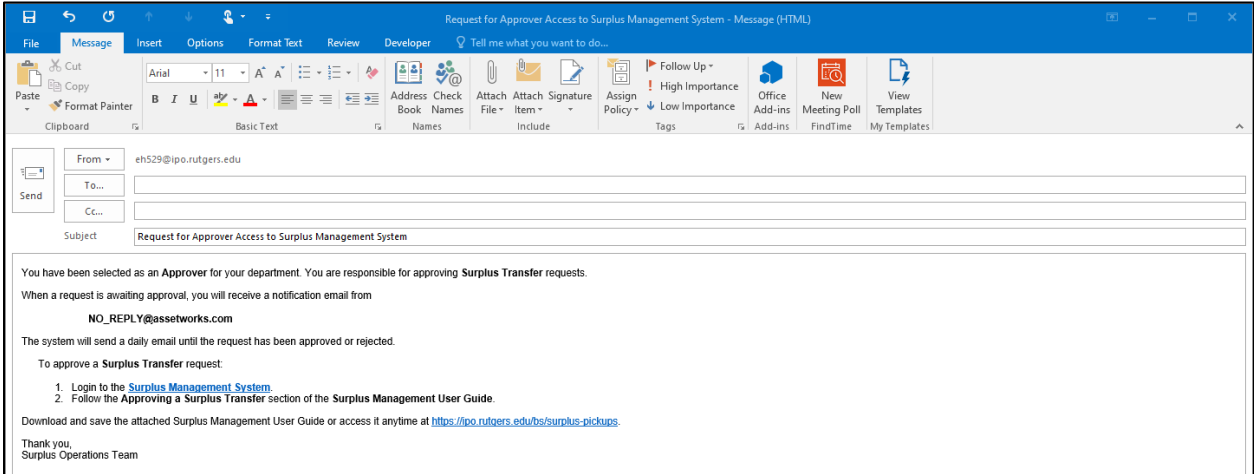 Request for Approver Access to Surplus Management System - Message (HTML)
File Message Insert Options Format Text Review Developer Tell me what you want to do...
Cut
Copy
Format Painter
Paste
Clipboard
Arial 11
B I U
Basic Text
Address Book
Check Names
Names
Attach File
Attach Item
Signature
Include
Assign Policy
Follow Up
High Importance
Low Importance
Tags
Office Add-ins
Add-ins
New Meeting Poll
FindTime
View Templates
My Templates
Send
From eh529@ipo.rutgers.edu
To...
Cc...
Subject Request for Approver Access to Surplus Management System
You have been selected as an Approver for your department. You are responsible for approving Surplus Transfer requests.
When a request is awaiting approval, you will receive a notification email from
NO_REPLY@assetworks.com
The system will send a daily email until the request has been approved or rejected.
To approve a Surplus Transfer request:
1. Login to the Surplus Management System.
2. Follow the Approving a Surplus Transfer section of the Surplus Management User Guide.
Download and save the attached Surplus Management User Guide or access it anytime at https://ipo.rutgers.edu/bs/surplus-pickups.
Thank you,
Surplus Operations Team